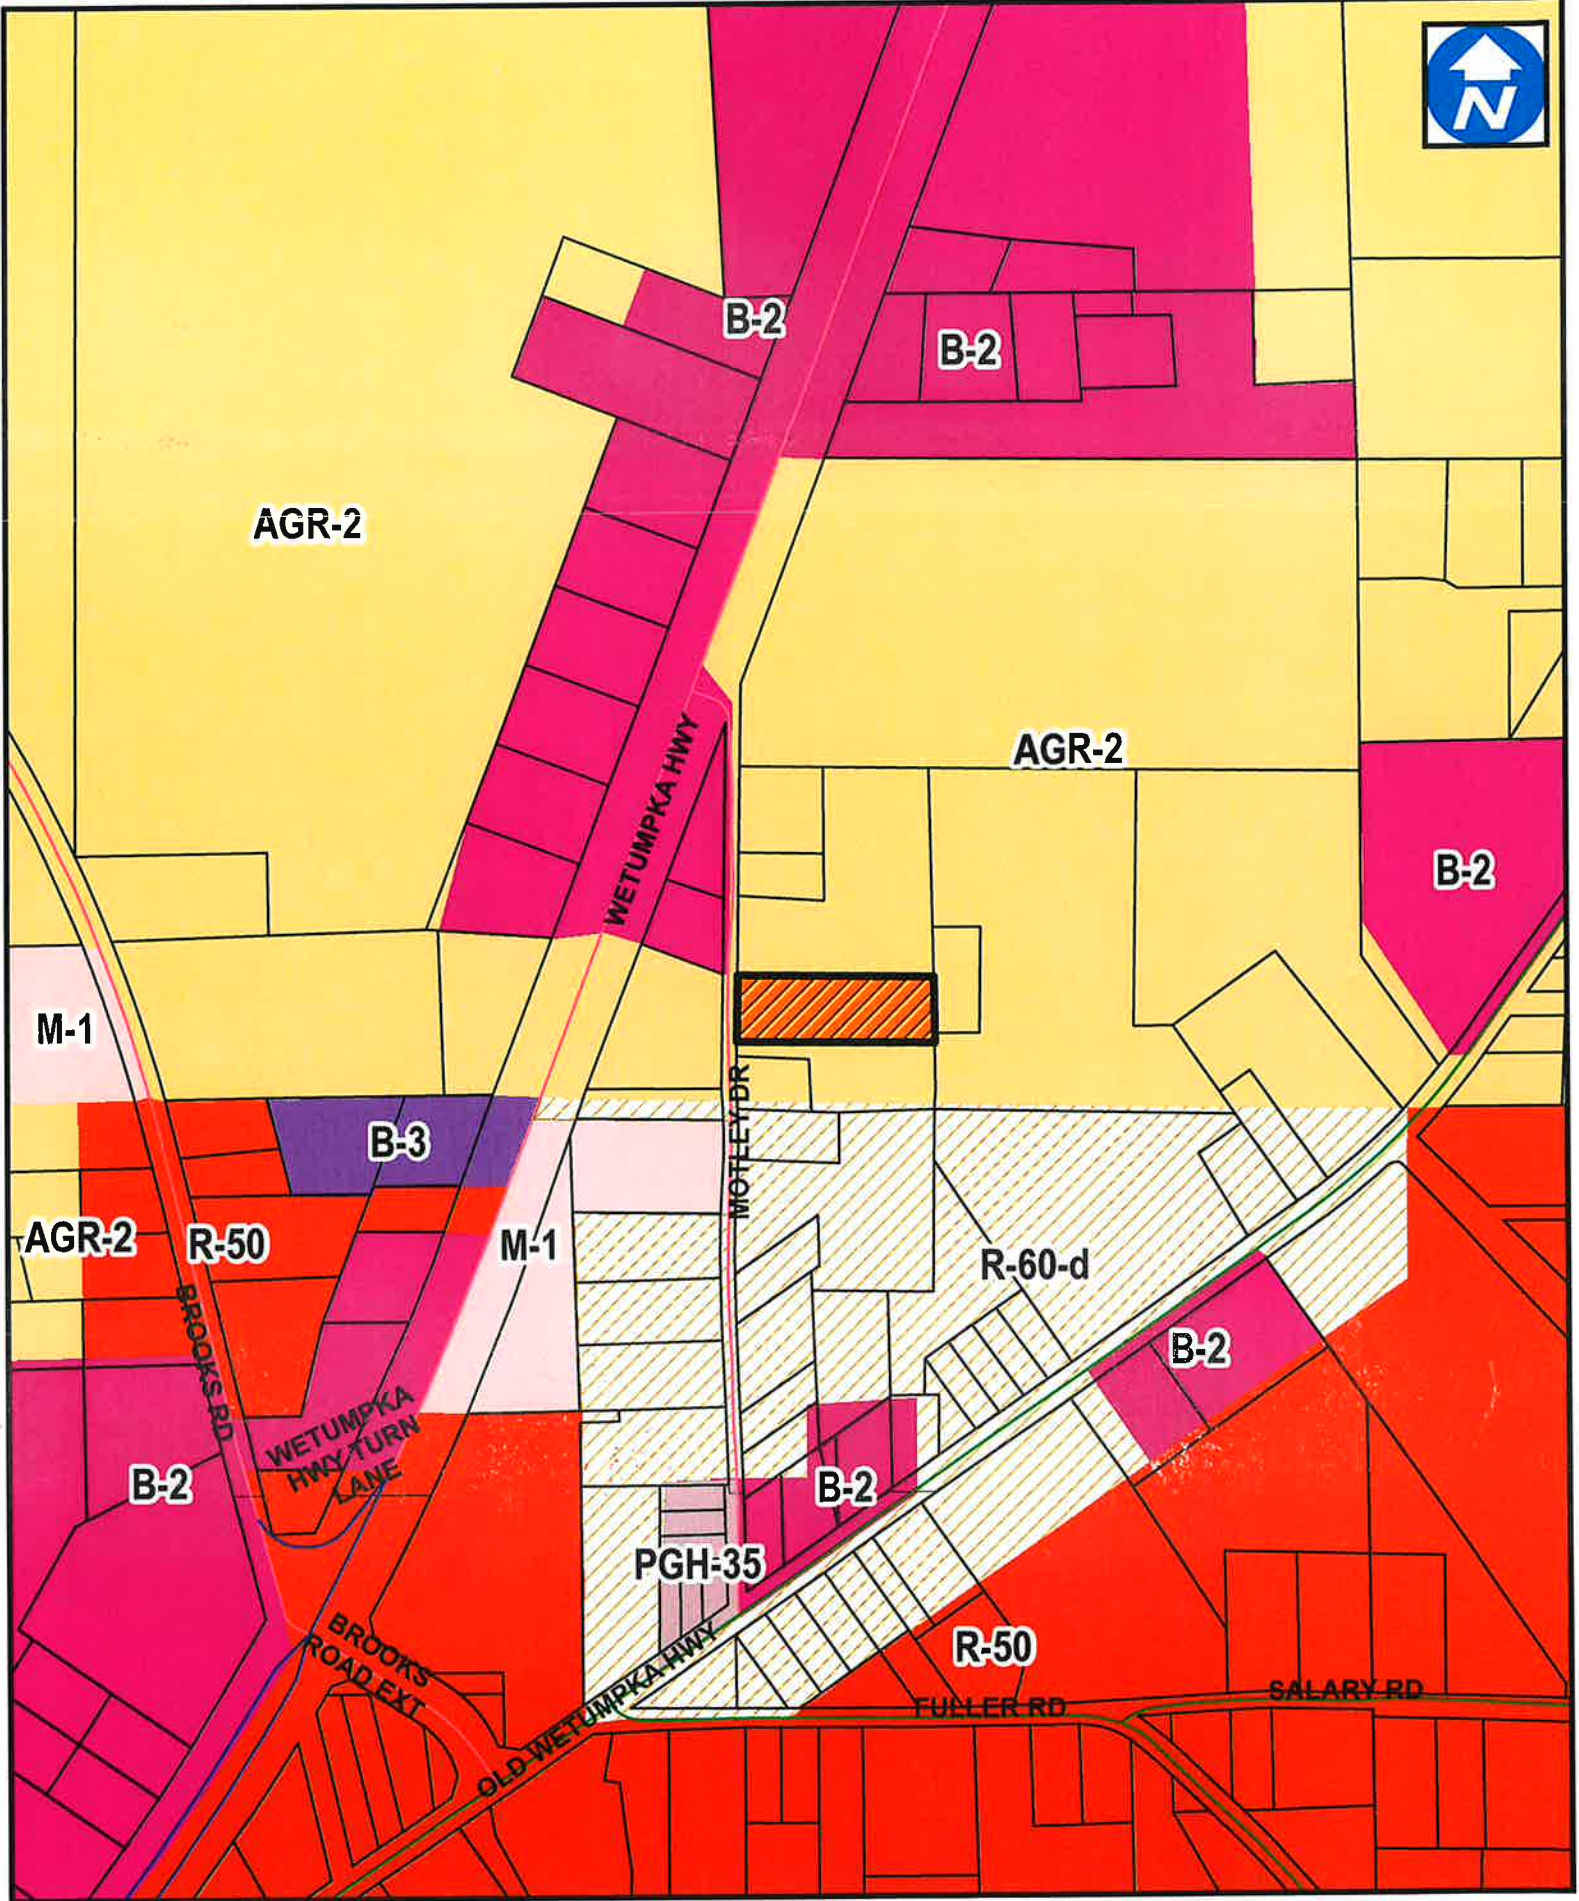 N
B-2
B-2
AGR-2
AGR-2
WETUMPKA HWY
B-2
M-1
MOTLEY DR
B-3
AGR-2
R-50
M-1
R-60-d
BROOKS RD
B-2
WETUMPKA
HWY TURN
LANE
B-2
B-2
PGH-35
BROOKS
ROAD EXT
OLD WETUMPKA HWY
R-50
FULLER RD
SALARY RD